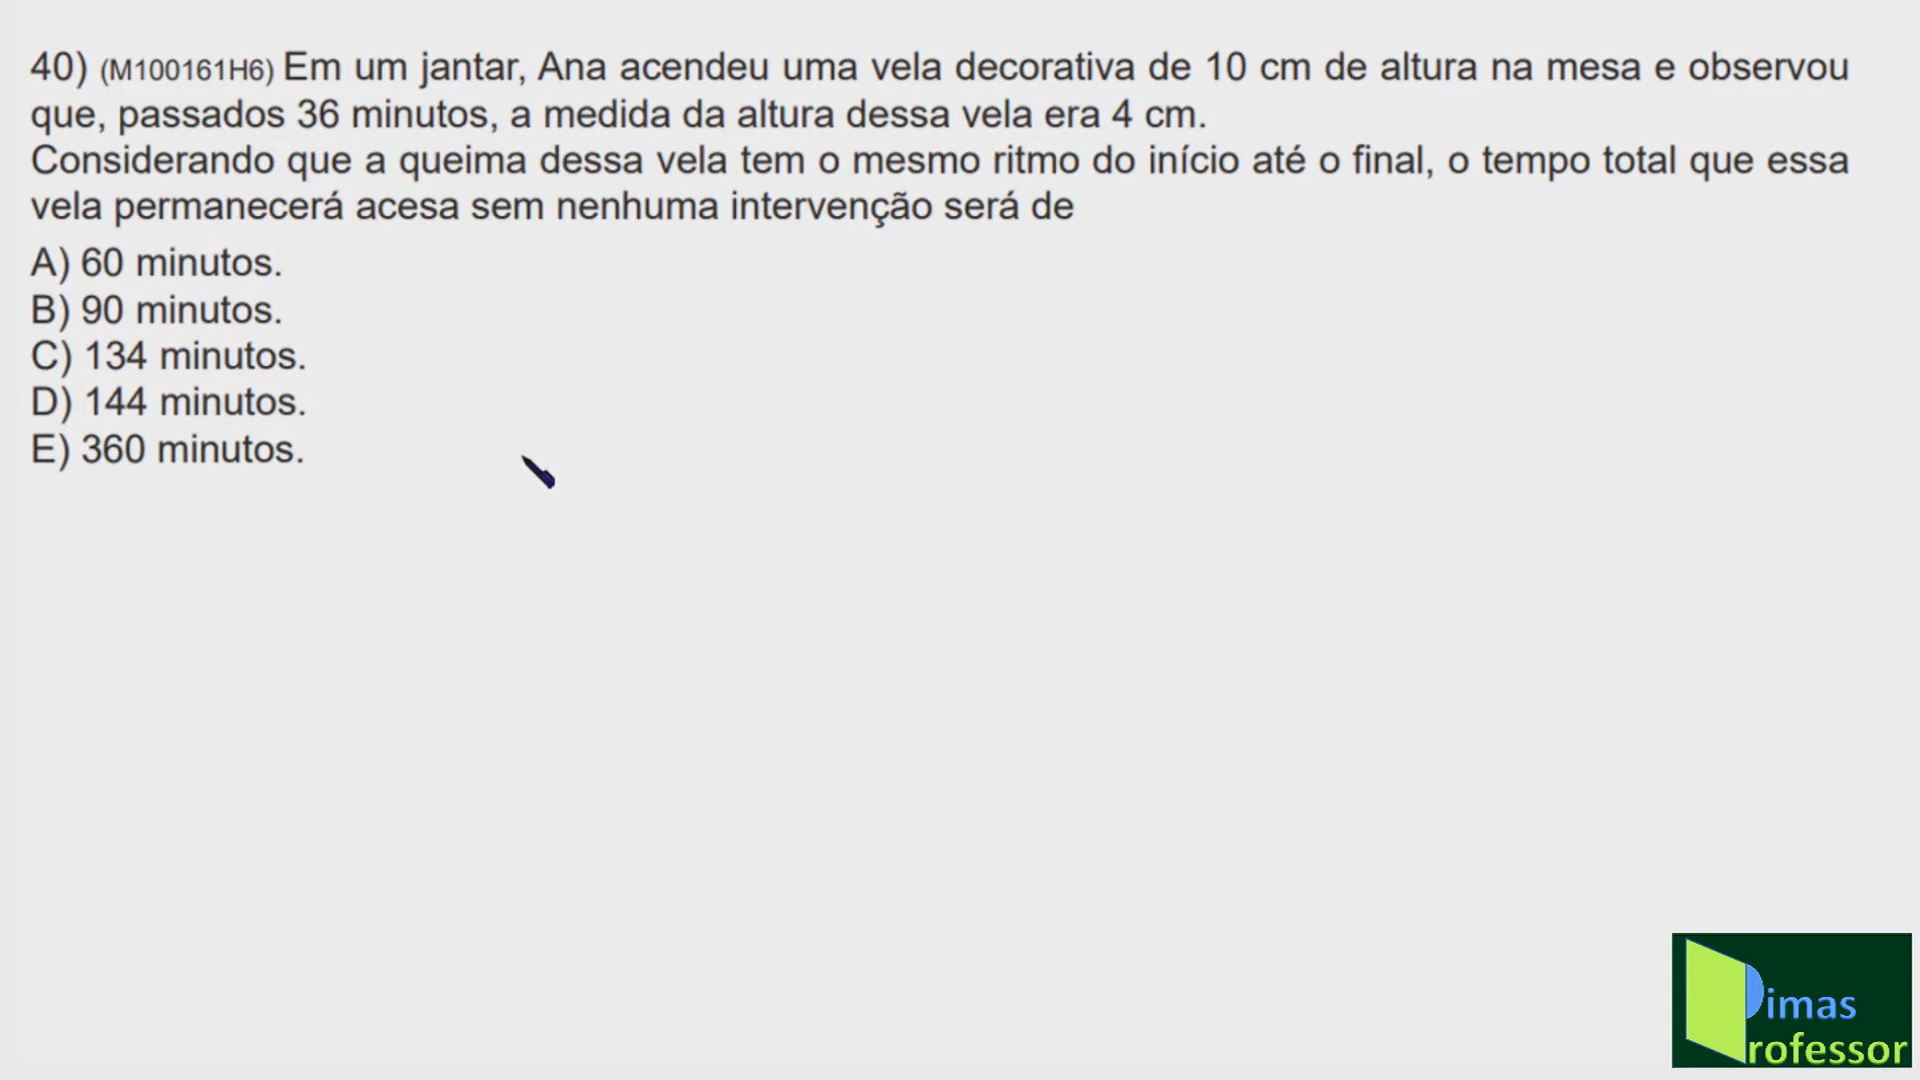 40) (M100161H6) Em um jantar, Ana acendeu uma vela decorativa de 10 cm de altura na mesa e observou
que, passados 36 minutos, a medida da altura dessa vela era 4 cm.
Considerando que a queima dessa vela tem o mesmo ritmo do início até o final, o tempo total que essa
vela permanecerá acesa sem nenhuma intervenção será de
A) 60 minutos.
B) 90 minutos.
C) 134 minutos.
D) 144 minutos.
E) 360 minutos.
Dimas
Professor